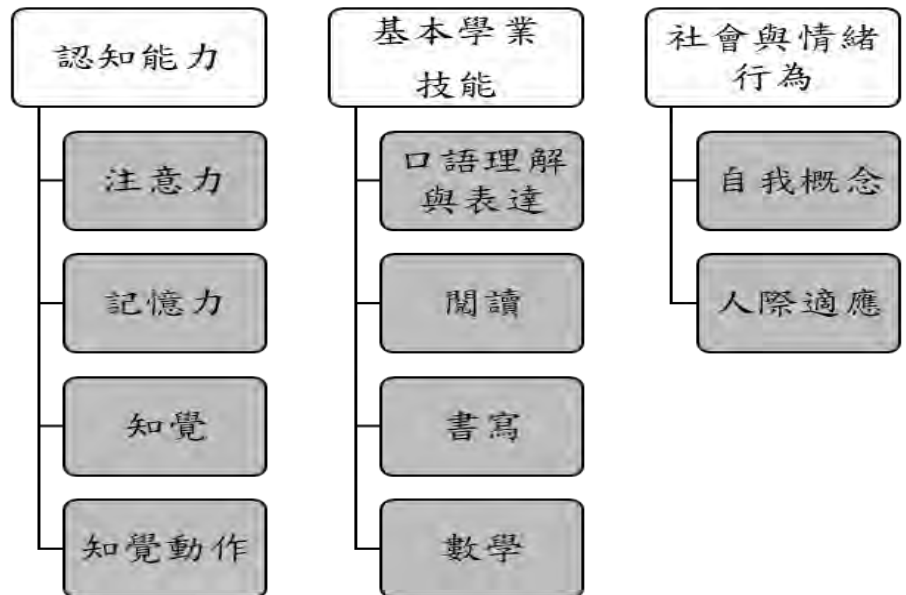 認知能力
注意力
記憶力
知覺
知覺動作
基本學業
技能
口語理解
與表達
閱讀
書寫
數學
社會與情緒
行為
自我概念
人際適應